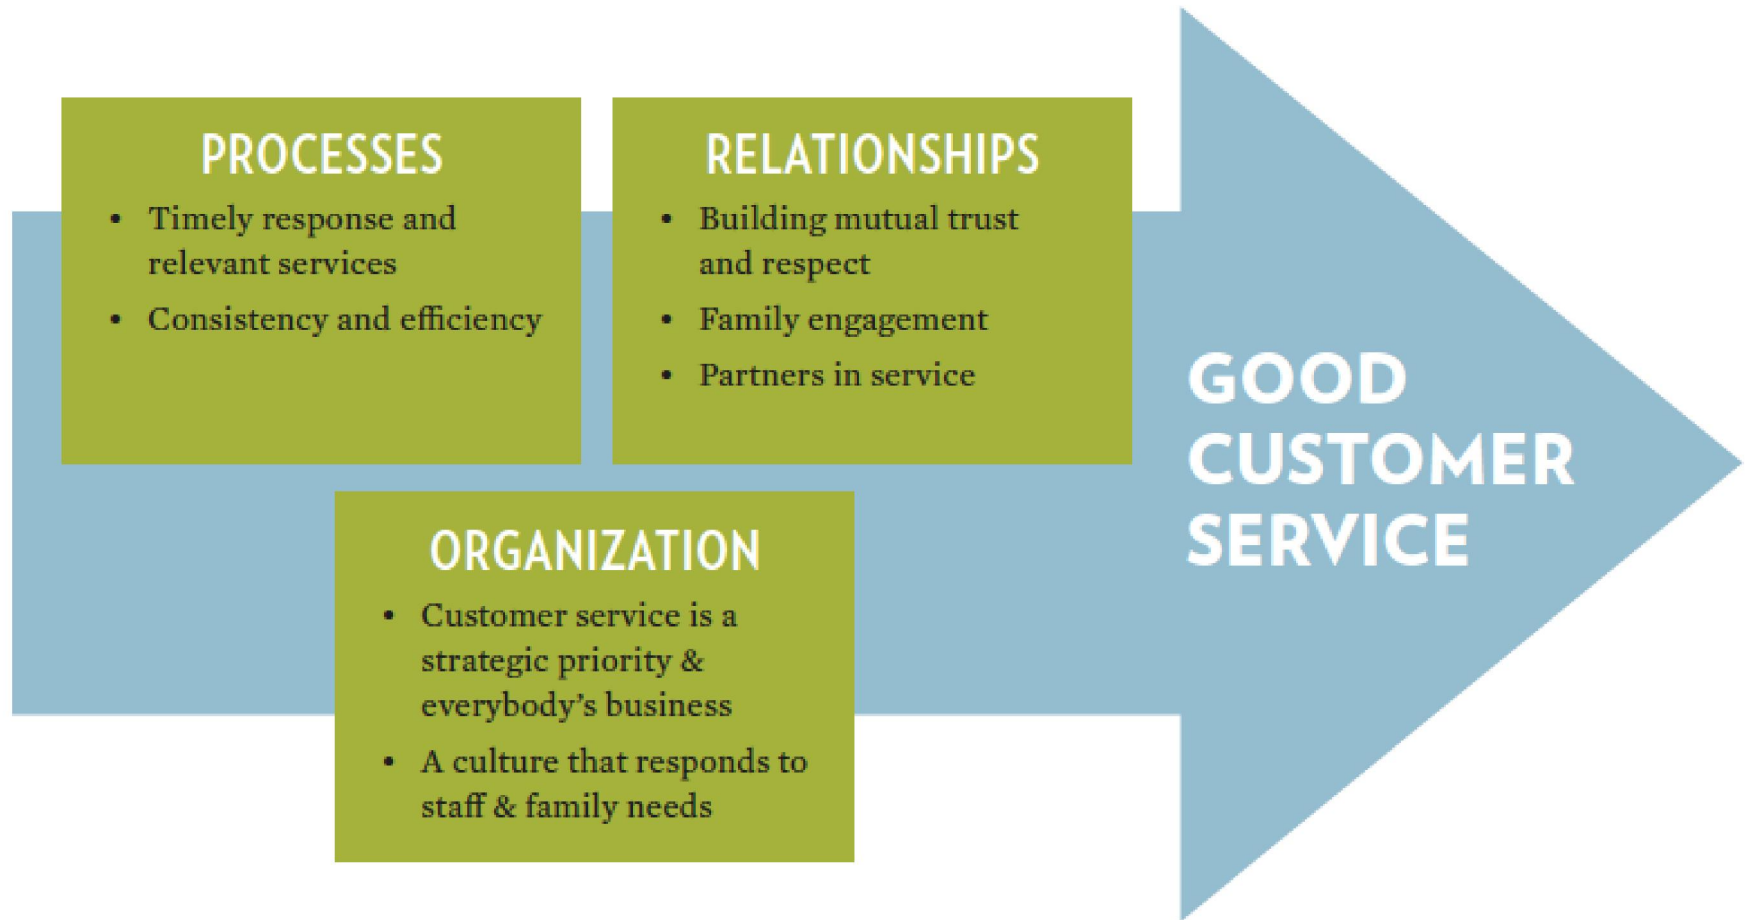 PROCESSES
• Timely response and
relevant services
• Consistency and efficiency
RELATIONSHIPS
• Building mutual trust
and respect
• Family engagement
• Partners in service
ORGANIZATION
• Customer service is a
strategic priority &
everybody’s business
• A culture that responds to
staff & family needs
GOOD
CUSTOMER
SERVICE